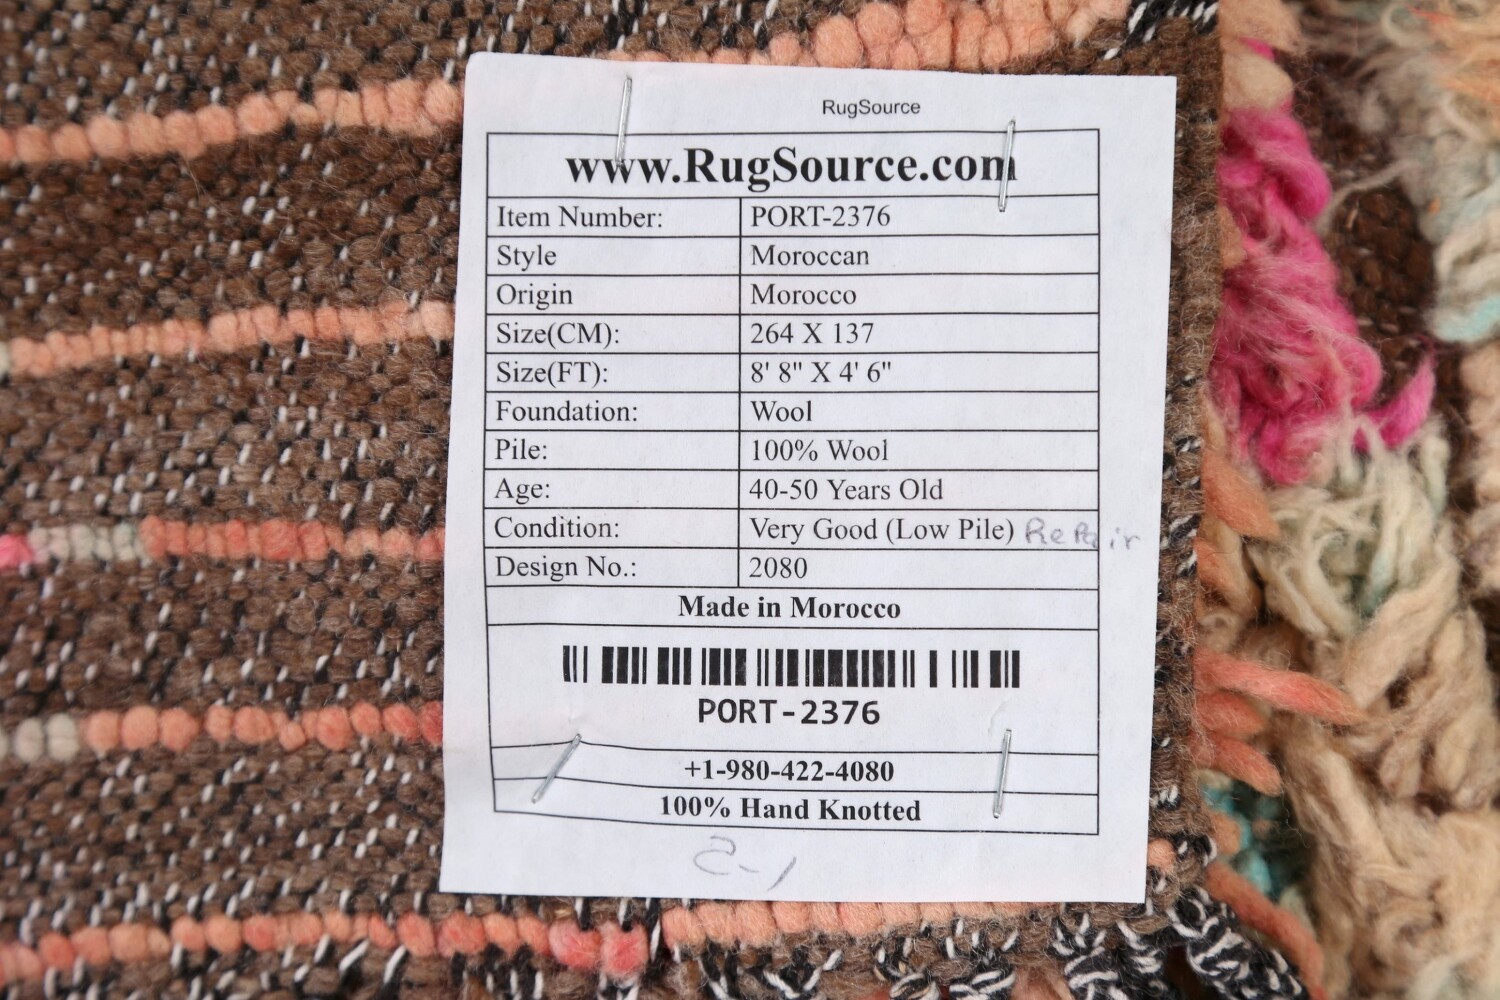 RugSource
www.RugSource.com
Item Number: PORT-2376
Style Moroccan
Origin Morocco
Size(CM): 264 X 137
Size(FT): 8' 8" X 4' 6"
Foundation: Wool
Pile: 100% Wool
Age: 40-50 Years Old
Condition: Very Good (Low Pile) Repair
Design No.: 2080
Made in Morocco
PORT-2376
+1-980-422-4080
100% Hand Knotted
2-1